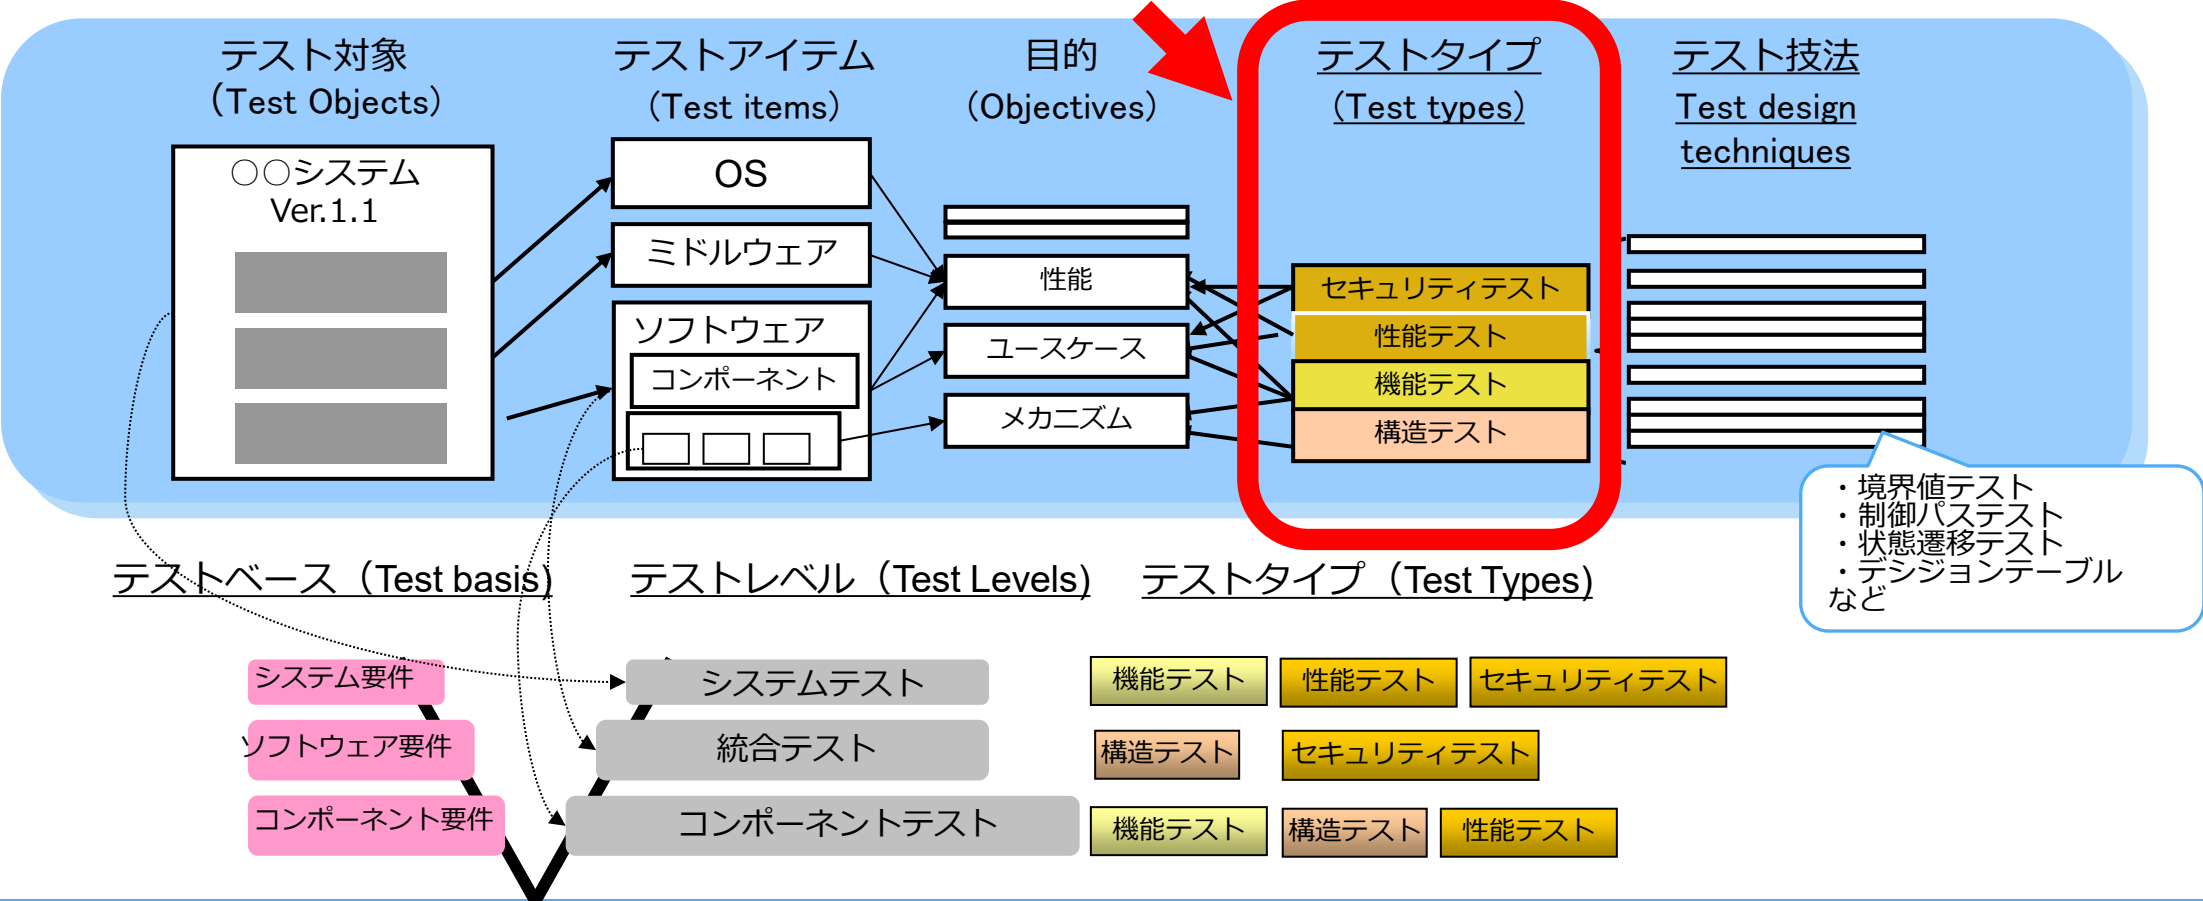 テスト対象
（Test Objects）
テストアイテム
（Test items）
目的
（Objectives）
テストタイプ
（Test types）
テスト技法
Test design
techniques
○○システム
Ver.1.1
OS
ミドルウェア
ソフトウェア
コンポーネント
性能
ユースケース
メカニズム
セキュリティテスト
性能テスト
機能テスト
構造テスト
・境界値テスト
・制御パステスト
・状態遷移テスト
・デシジョンテーブル
など
テストベース（Test basis)
テストレベル（Test Levels)
テストタイプ（Test Types)
システム要件
システムテスト
機能テスト
性能テスト
セキュリティテスト
ソフトウェア要件
統合テスト
構造テスト
セキュリティテスト
コンポーネント要件
コンポーネントテスト
機能テスト
構造テスト
性能テスト